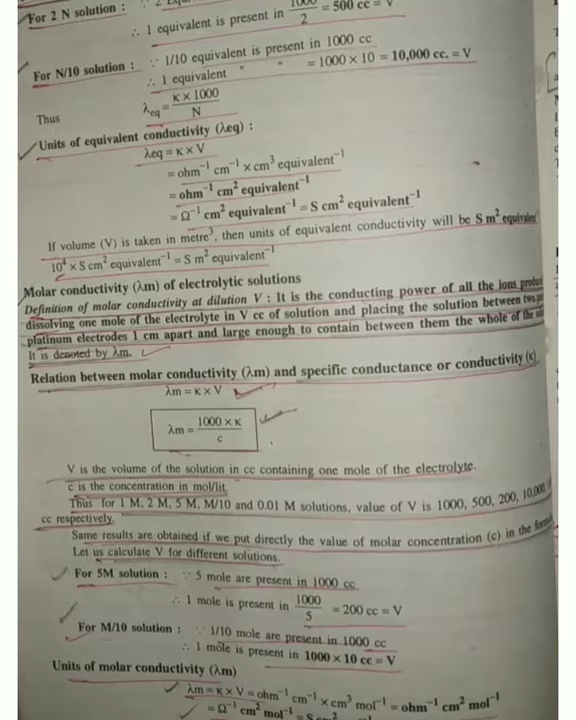 For 2 N solution : ∵ 2
∴ 1 equivalent is present in 1000/2 = 500 cc = V
For N/10 solution : ∵ 1/10 equivalent is present in 1000 cc
∴ 1 equivalent " " = 1000 × 10 = 10,000 cc. = V
Thus λeq = κ × 1000 / N
Units of equivalent conductivity (λeq) :
λeq = κ × V
= ohm⁻¹ cm⁻¹ × cm³ equivalent⁻¹
= ohm⁻¹ cm² equivalent⁻¹
= Ω⁻¹ cm² equivalent⁻¹ = S cm² equivalent⁻¹
If volume (V) is taken in metre³, then units of equivalent conductivity will be S m² equivalent
10⁴ × S cm² equivalent⁻¹ = S m² equivalent⁻¹
Molar conductivity (λm) of electrolytic solutions
Definition of molar conductivity at dilution V : It is the conducting power of all the ions
dissolving one mole of the electrolyte in V cc of solution and placing the solution between two
platinum electrodes 1 cm apart and large enough to contain between them the whole of the
It is denoted by λm.
Relation between molar conductivity (λm) and specific conductance or conductivity (κ)
λm = κ × V
λm = 1000 × κ / c
V is the volume of the solution in cc containing one mole of the electrolyte.
c is the concentration in mol/lit.
Thus for 1 M, 2 M, 5 M, M/10 and 0.01 M solutions, value of V is 1000, 500, 200, 10,000,
cc respectively.
Same results are obtained if we put directly the value of molar concentration (c) in the
Let us calculate V for different solutions.
For 5M solution : ∵ 5 mole are present in 1000 cc
∴ 1 mole is present in 1000/5 = 200 cc = V
For M/10 solution : ∵ 1/10 mole are present in 1000 cc
∴ 1 mole is present in 1000 × 10 cc = V
Units of molar conductivity (λm)
λm = κ × V = ohm⁻¹ cm⁻¹ × cm³ mol⁻¹ = ohm⁻¹ cm² mol⁻¹
= Ω⁻¹ cm² mol⁻¹ = S cm²